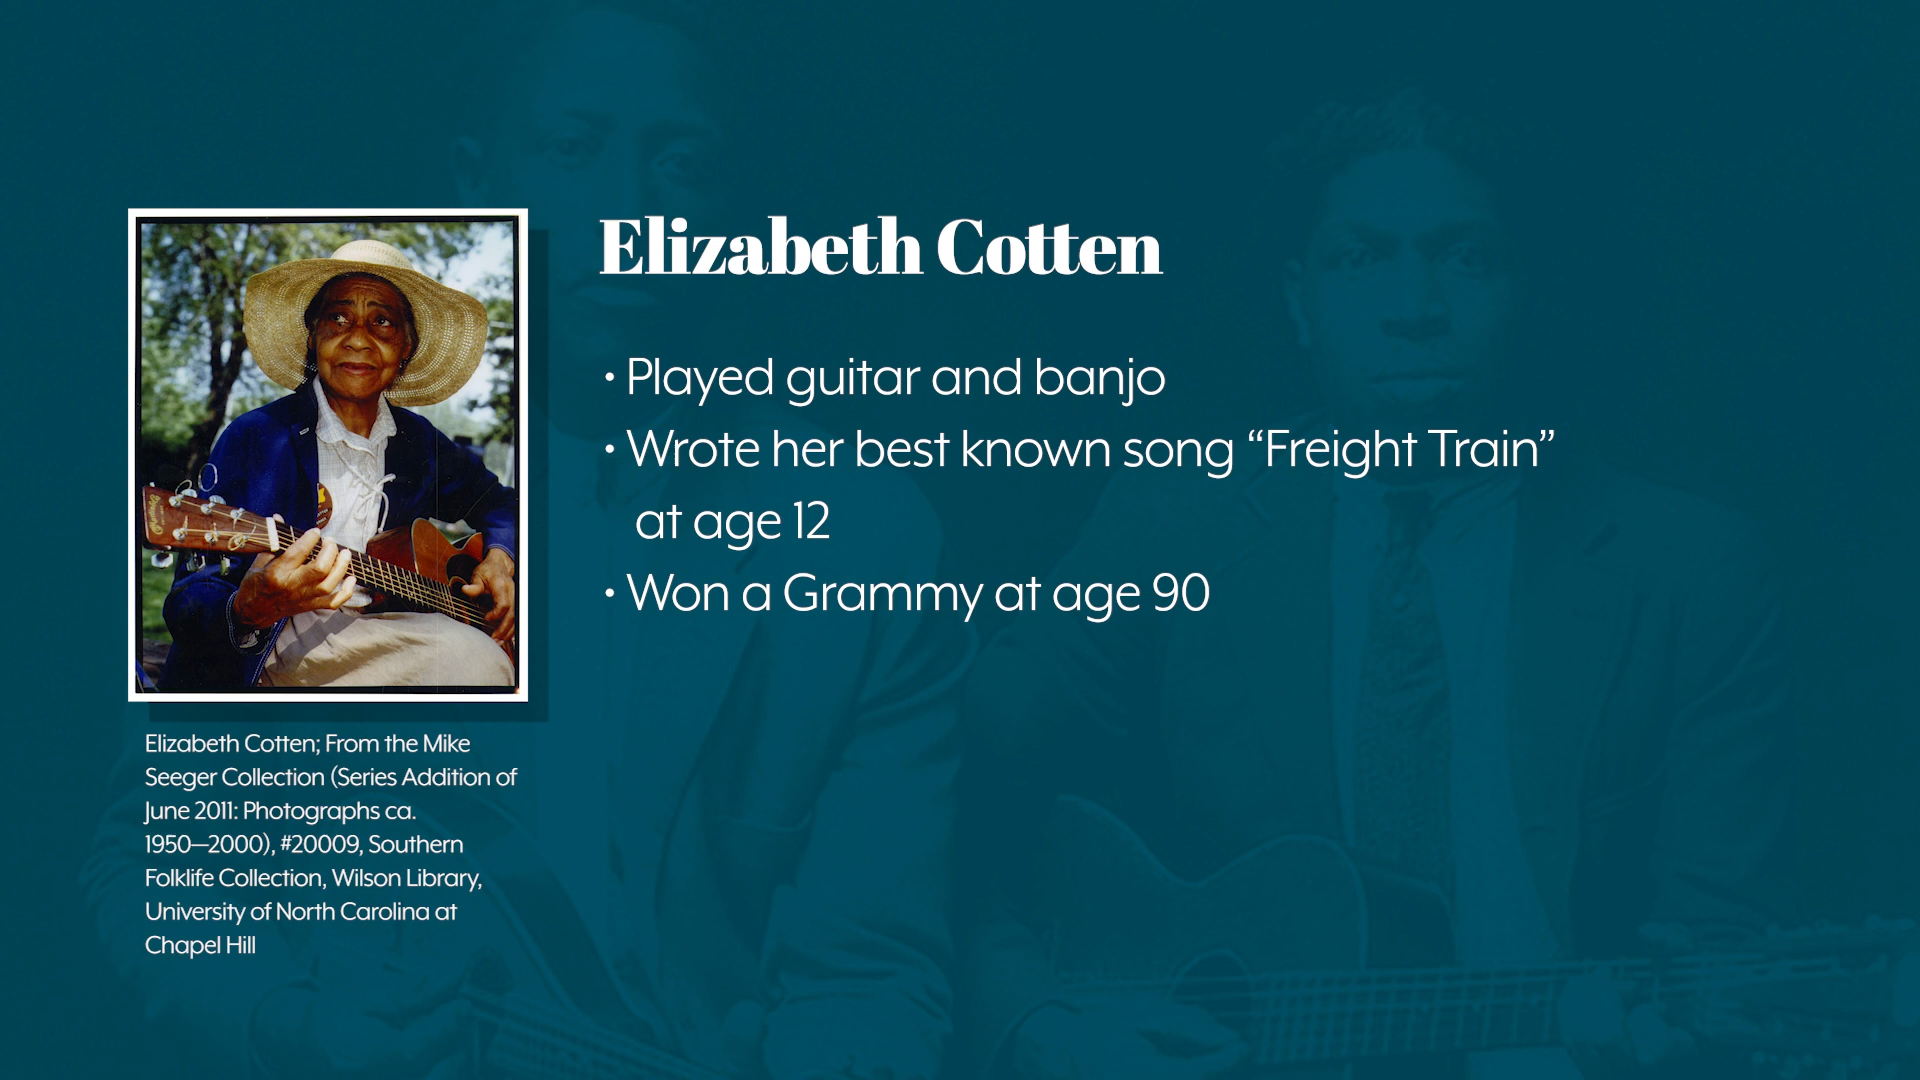 Elizabeth Cotten
• Played guitar and banjo
• Wrote her best known song “Freight Train”
at age 12
• Won a Grammy at age 90
Elizabeth Cotten; From the Mike
Seeger Collection (Series Addition of
June 2011: Photographs ca.
1950—2000), #20009, Southern
Folklife Collection, Wilson Library,
University of North Carolina at
Chapel Hill